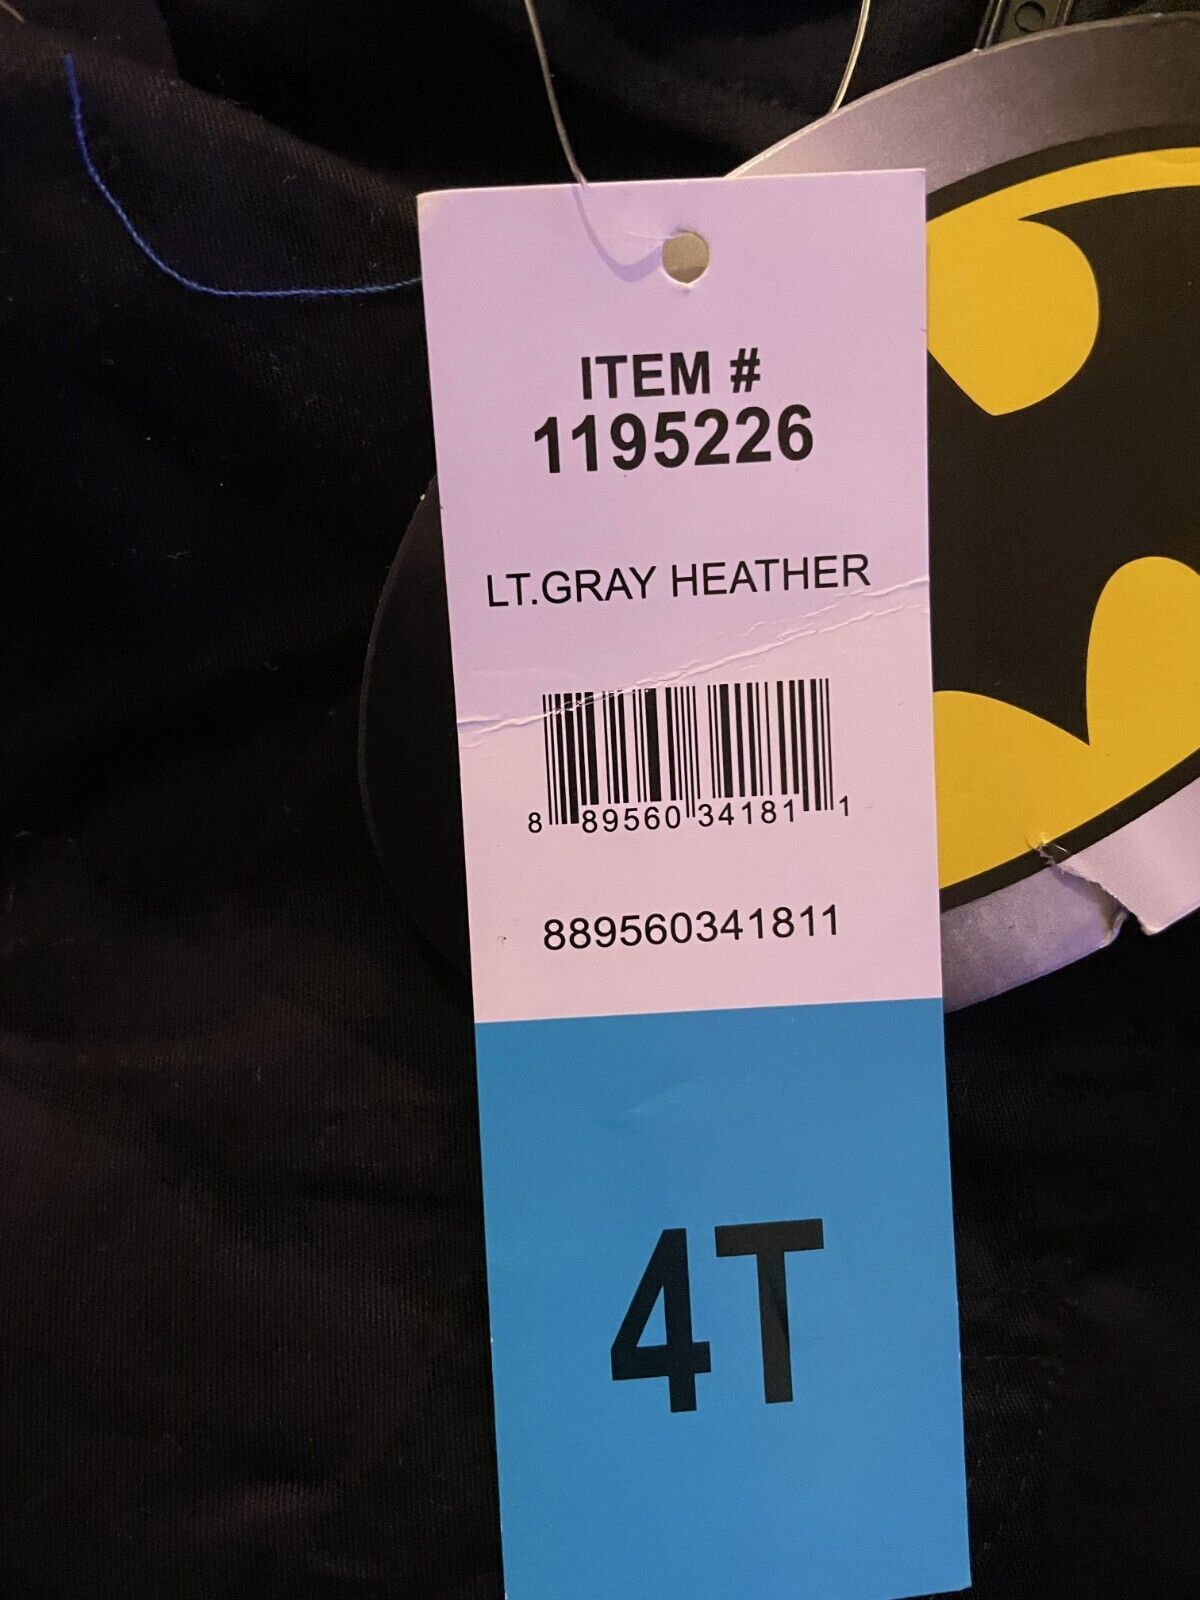 ITEM #
1195226
LT.GRAY HEATHER
8 89560 34181 1
889560341811
4T